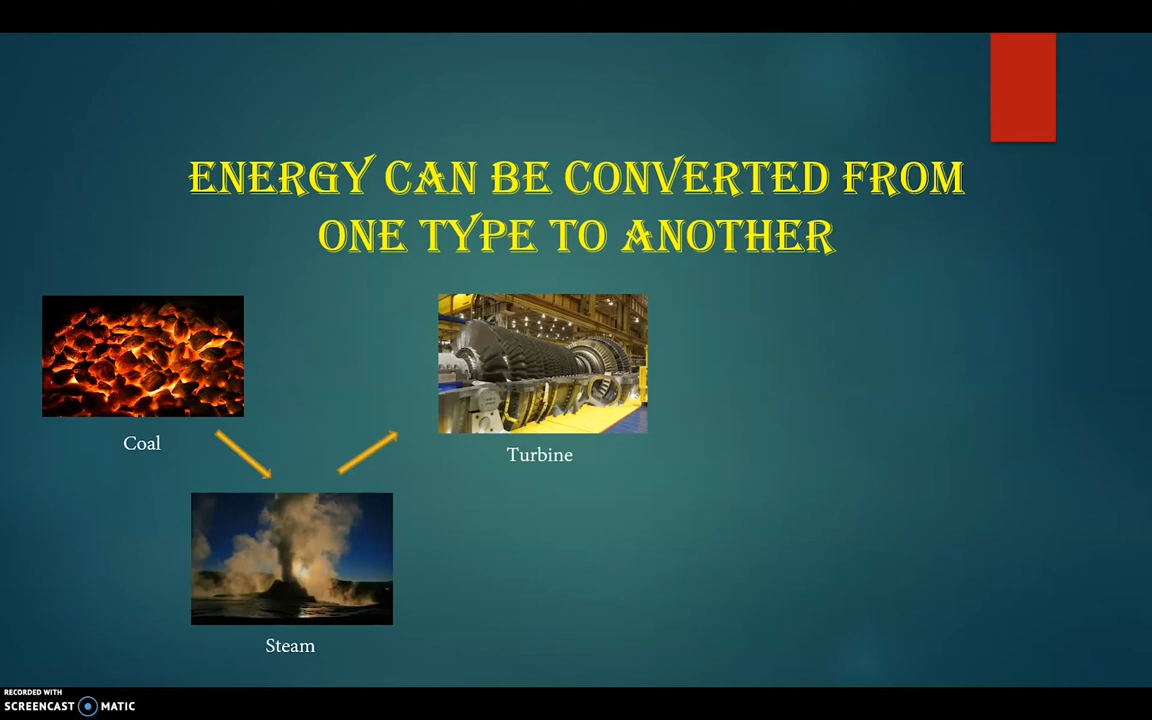 ENERGY CAN BE CONVERTED FROM
ONE TYPE TO ANOTHER
Coal
Turbine
Steam
RECORDED WITH
SCREENCAST MATIC